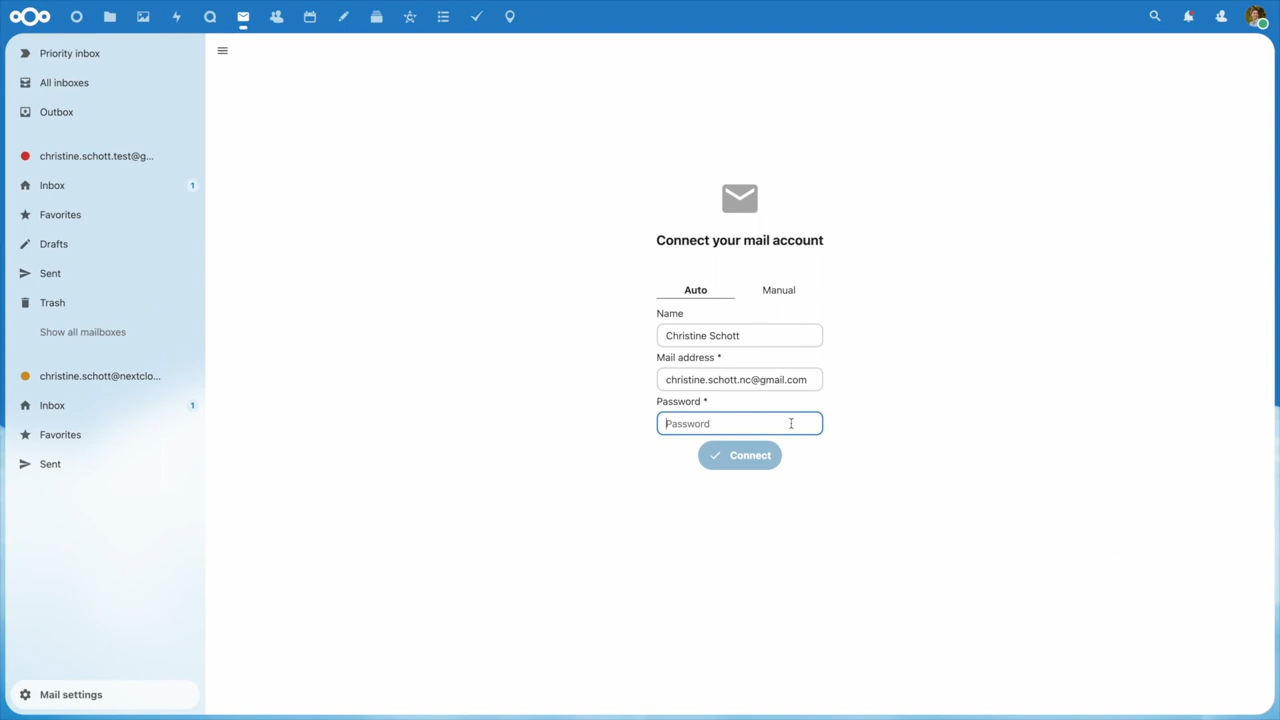 Priority inbox
All inboxes
Outbox
christine.schott.test@g...
Inbox 1
Favorites
Drafts
Sent
Trash
Show all mailboxes
christine.schott@nextclo...
Inbox 1
Favorites
Sent
Mail settings
Connect your mail account
Auto Manual
Name
Christine Schott
Mail address *
christine.schott.nc@gmail.com
Password *
Password
Connect